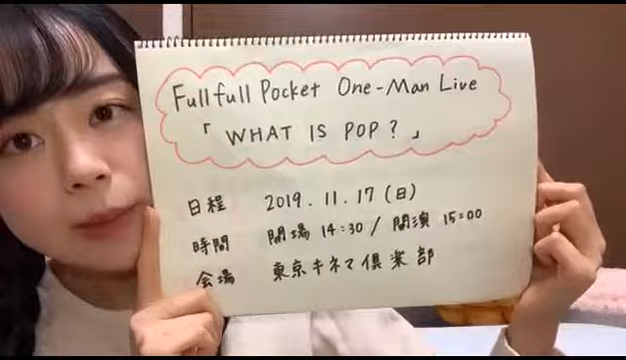 Fullfull Pocket One-Man Live
「WHAT IS POP?」
日程 2019.11.17(日)
時間 開場 14:30 / 開演 15:00
会場 東京キネマ倶楽部